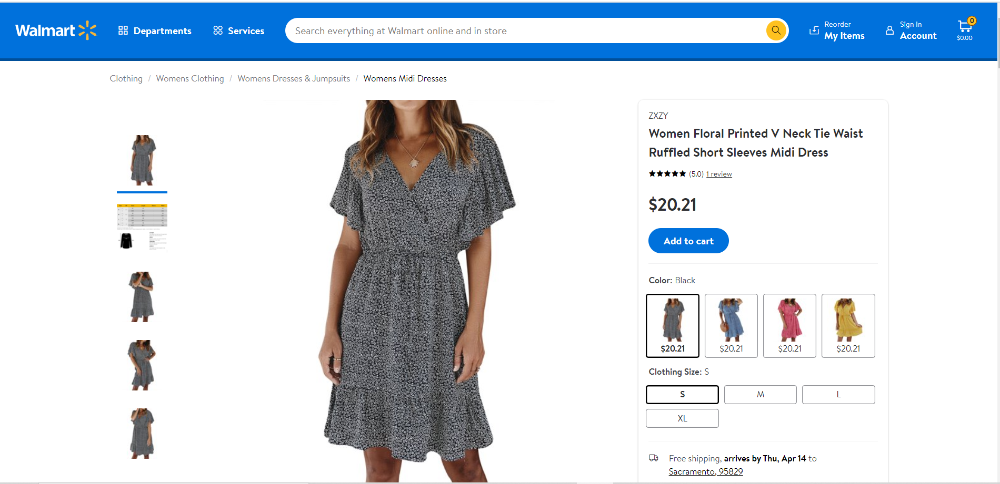 Walmart
Departments
Services
Search everything at Walmart online and in store
Reorder
My Items
Sign In
Account
0
$0.00
Clothing / Womens Clothing / Womens Dresses & Jumpsuits / Womens Midi Dresses
ZXZY
Women Floral Printed V Neck Tie Waist
Ruffled Short Sleeves Midi Dress
(5.0) 1 review
$20.21
Add to cart
Color: Black
$20.21 $20.21 $20.21 $20.21
Clothing Size: S
S M L
XL
Free shipping, arrives by Thu, Apr 14 to
Sacramento, 95829